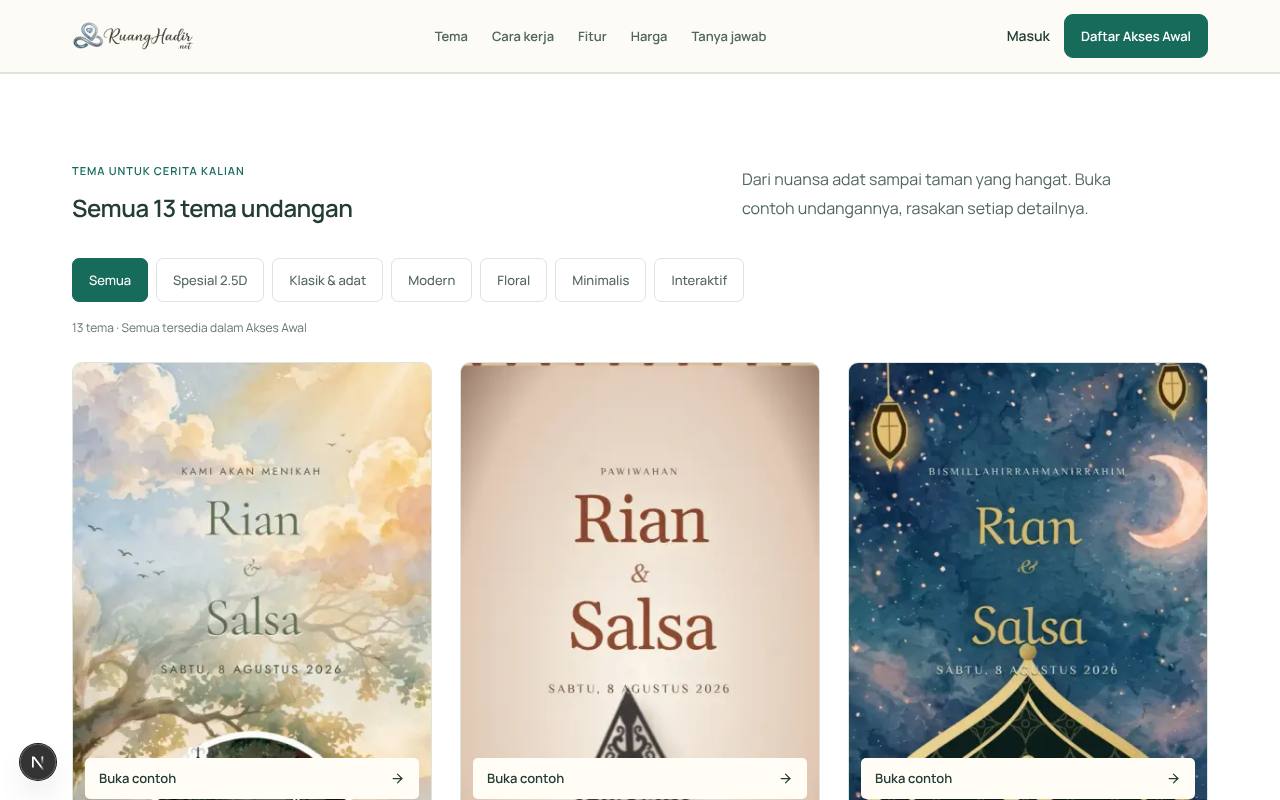 RuangHadir
.net
Tema
Cara kerja
Fitur
Harga
Tanya jawab
Masuk
Daftar Akses Awal
TEMA UNTUK CERITA KALIAN
Semua 13 tema undangan
Dari nuansa adat sampai taman yang hangat. Buka
contoh undangannya, rasakan setiap detailnya.
Semua
Spesial 2.5D
Klasik & adat
Modern
Floral
Minimalis
Interaktif
13 tema · Semua tersedia dalam Akses Awal
KAMI AKAN MENIKAH
Rian
&
Salsa
SABTU, 8 AGUSTUS 2026
Buka contoh
PAWIWAHAN
Rian
&
Salsa
SABTU, 8 AGUSTUS 2026
Buka contoh
BISMILLAHIRRAHMANIRRAHIM
Rian
&
Salsa
SABTU, 8 AGUSTUS 2026
Buka contoh
N